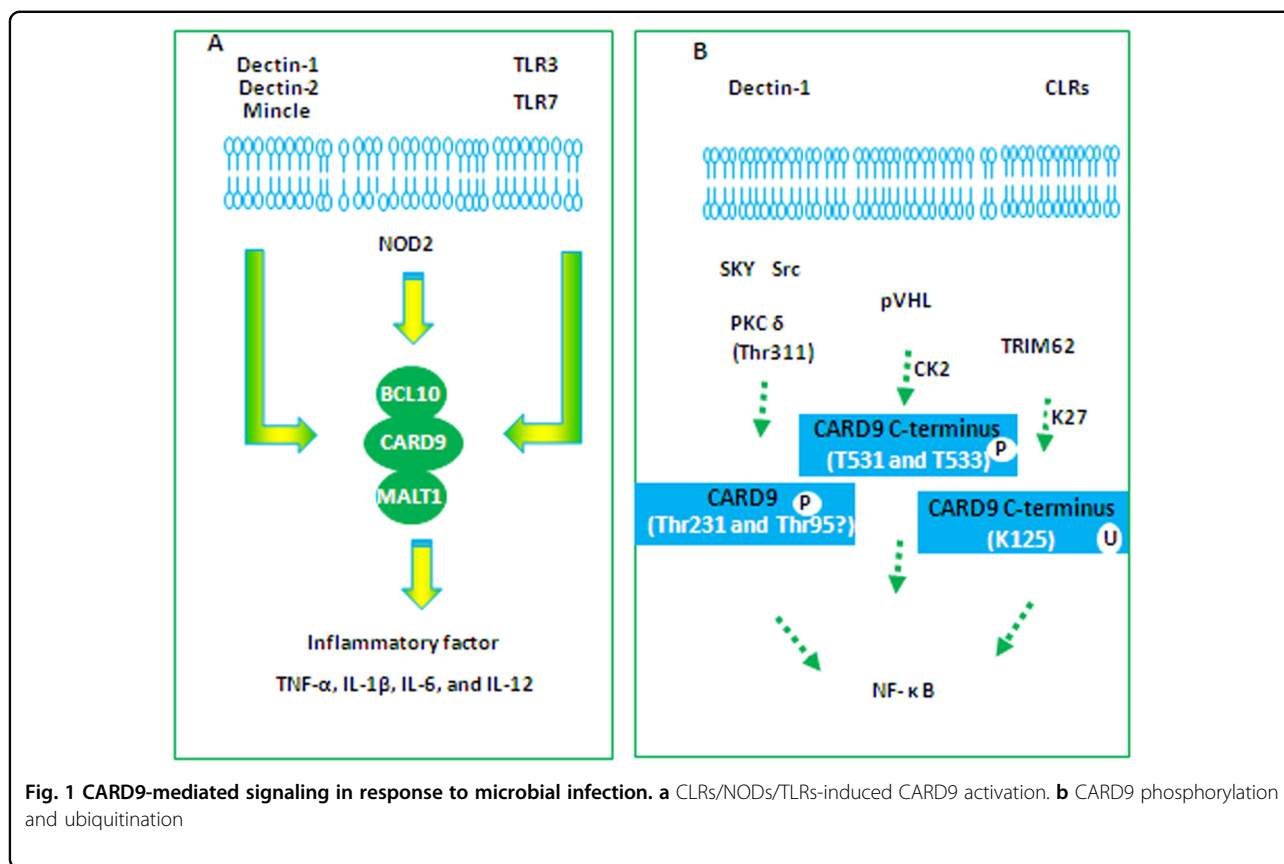 A
Dectin-1
Dectin-2
Mincle
TLR3
TLR7
NOD2
BCL10
CARD9
MALT1
Inflammatory factor
TNF-α, IL-1β, IL-6, and IL-12
B
Dectin-1
CLRs
SKY Src
PKC δ
(Thr311)
pVHL
CK2
TRIM62
K27
CARD9 C-terminus
(T531 and T533)
P
CARD9
P
(Thr231 and Thr95?)
CARD9 C-terminus
(K125)
U
NF-κB
Fig. 1 CARD9-mediated signaling in response to microbial infection. a CLRs/NODs/TLRs-induced CARD9 activation. b CARD9 phosphorylation
and ubiquitination